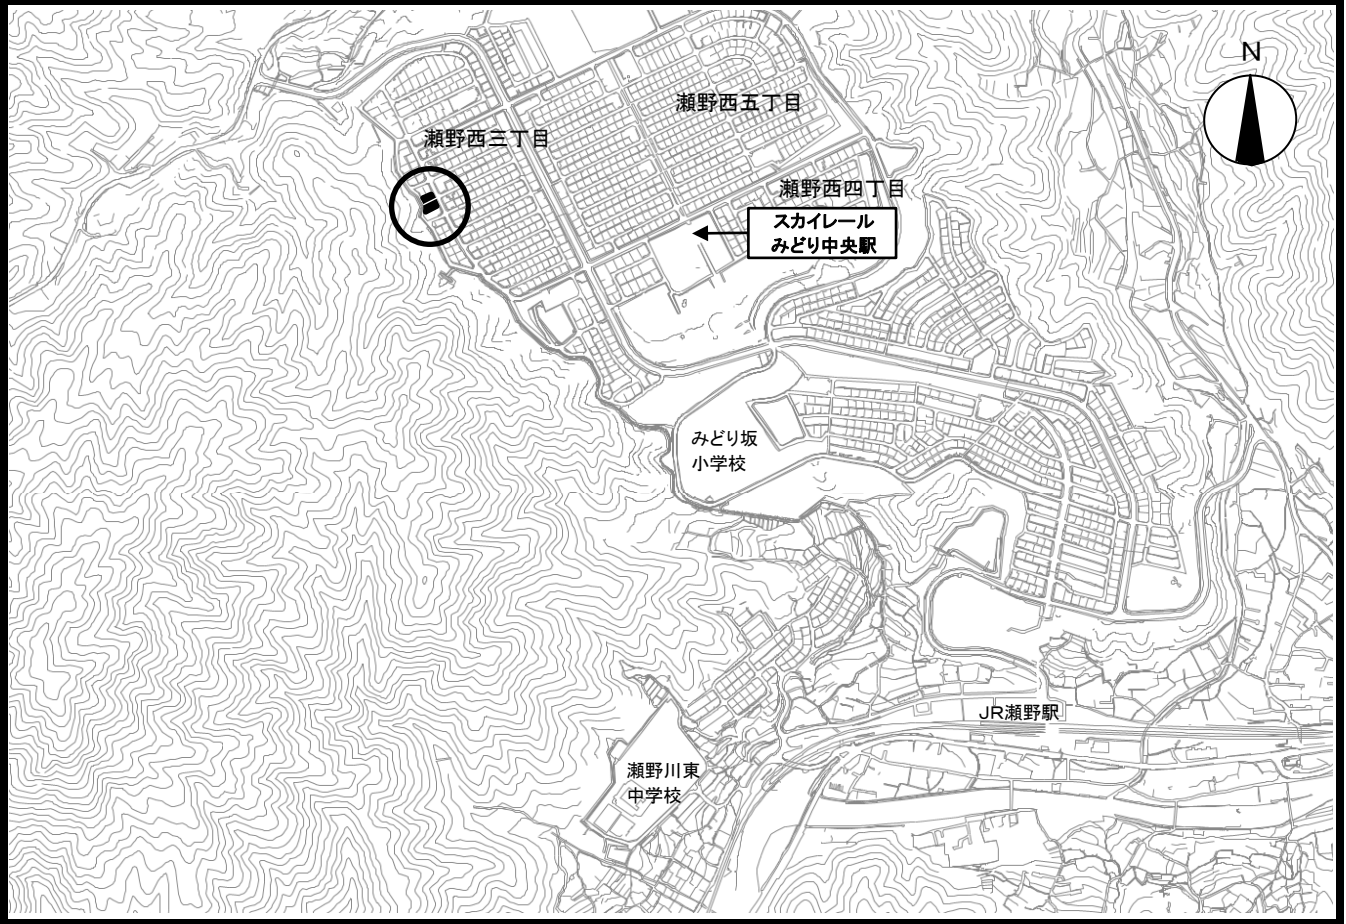 N
瀬野西五丁目
瀬野西三丁目
瀬野西四丁目
スカイレール
みどり中央駅
みどり坂
小学校
JR瀬野駅
瀬野川東
中学校